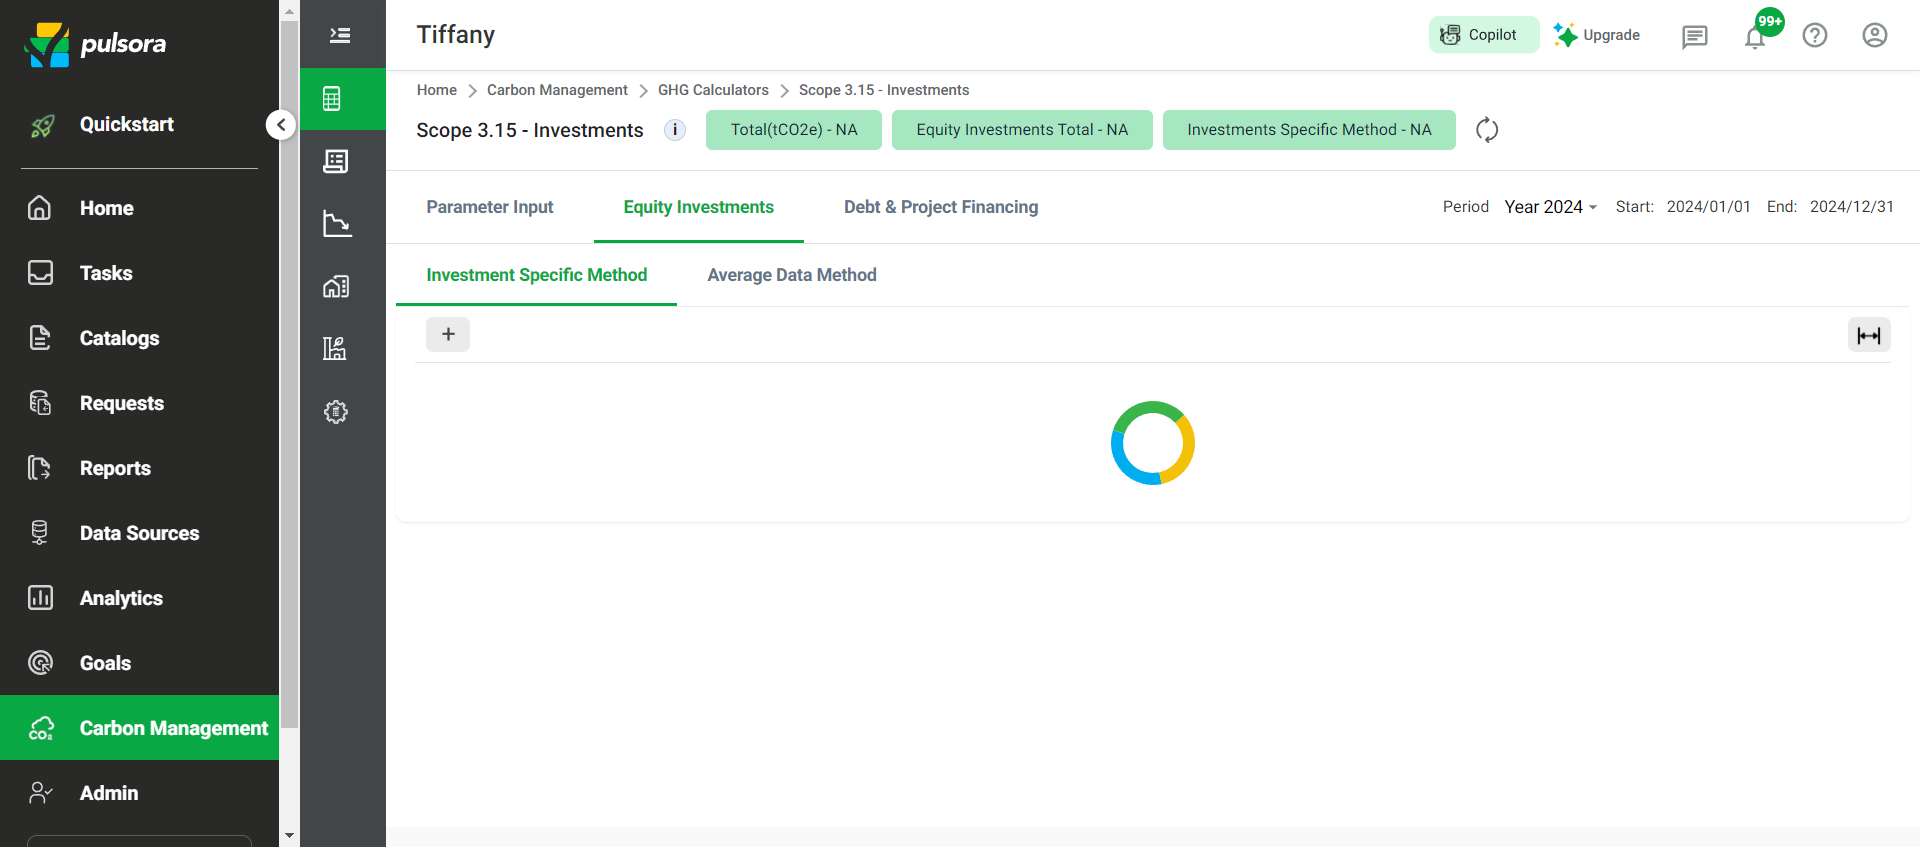 pulsora
Quickstart
Home
Tasks
Catalogs
Requests
Reports
Data Sources
Analytics
Goals
CO₂
Carbon Management
Admin
Tiffany
Copilot
Upgrade
99+
Home > Carbon Management > GHG Calculators > Scope 3.15 - Investments
Scope 3.15 - Investments i Total(tCO2e) - NA Equity Investments Total - NA Investments Specific Method - NA
Parameter Input Equity Investments Debt & Project Financing
Period Year 2024 Start: 2024/01/01 End: 2024/12/31
Investment Specific Method Average Data Method
+